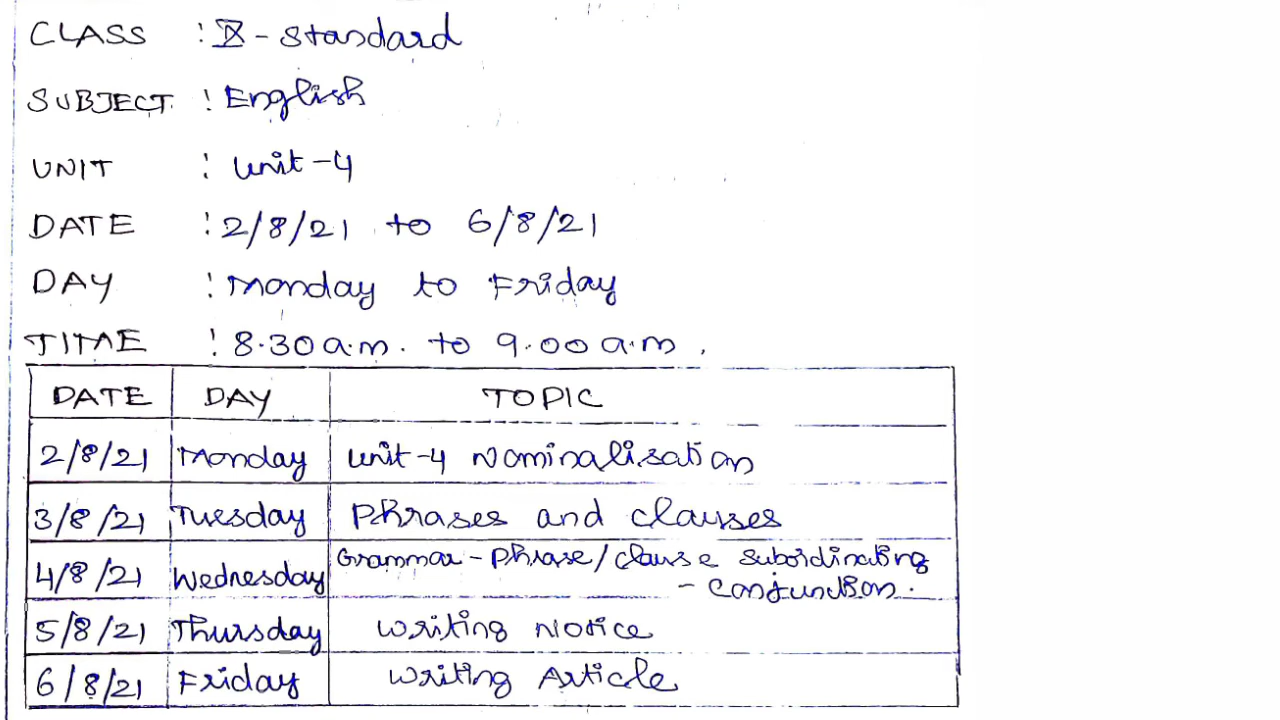 CLASS : X - Standard
SUBJECT : English
UNIT : Unit - 4
DATE : 2/8/21 to 6/8/21
DAY : Monday to Friday
TIME : 8.30 a.m. to 9.00 a.m.
DATE DAY TOPIC
2/8/21 Monday Unit-4 Nominalisation
3/8/21 Tuesday Phrases and clauses
4/8/21 Wednesday Grammar - Phrase/clause subordinating
- Conjunction.
5/8/21 Thursday Writing Notice
6/8/21 Friday Writing Article